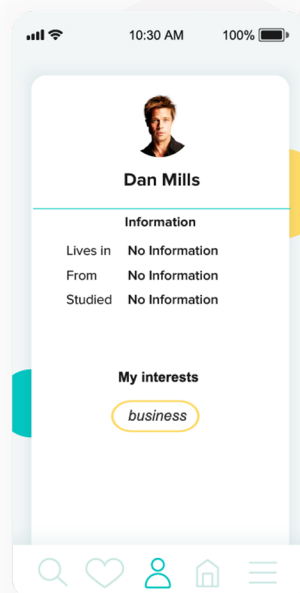 10:30 AM 100%
Dan Mills
Information
Lives in No Information
From No Information
Studied No Information
My interests
business